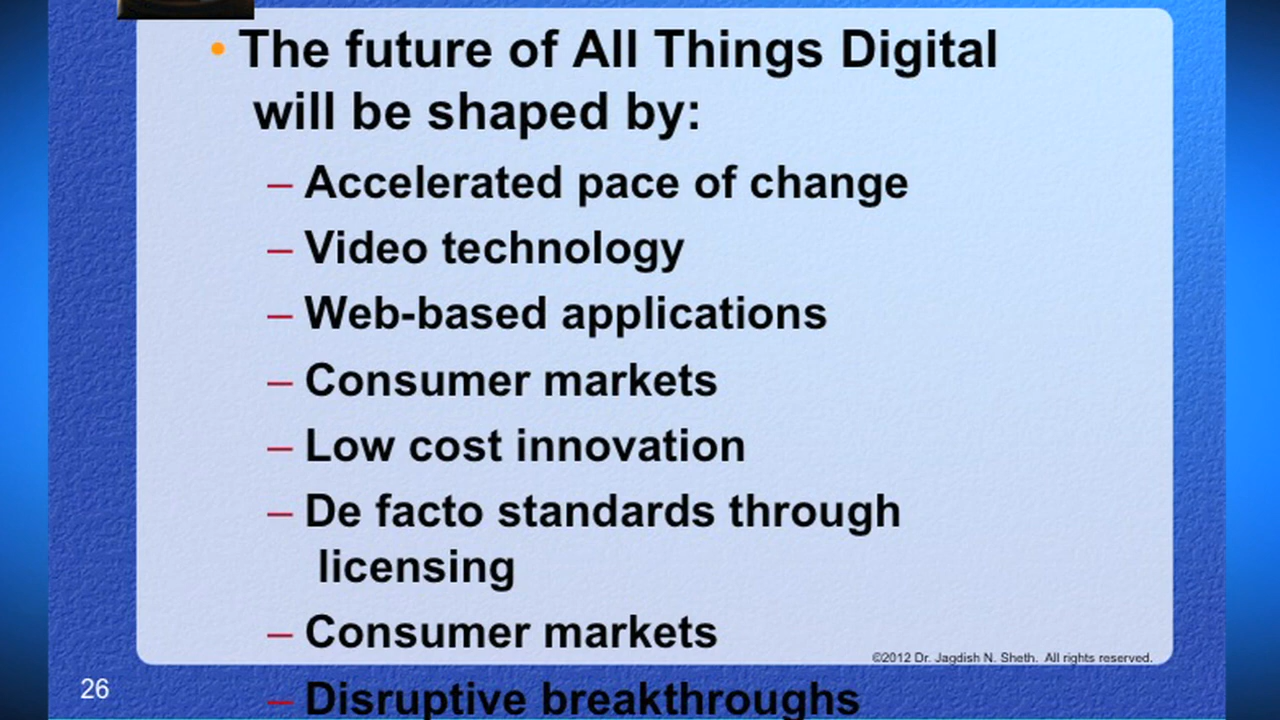 • The future of All Things Digital
will be shaped by:
– Accelerated pace of change
– Video technology
– Web-based applications
– Consumer markets
– Low cost innovation
– De facto standards through
licensing
– Consumer markets
©2012 Dr. Jagdish N. Sheth. All rights reserved.
26
– Disruptive breakthroughs